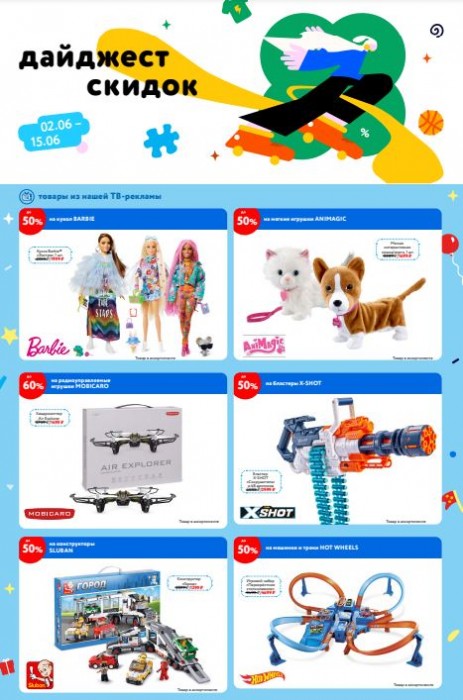 дайджест
скидок
02.06 –
15.06
%
товары из нашей ТВ-рекламы
до
50%
на кукол BARBIE
Barbie
Товар в ассортименте
до
50%
на мягкие игрушки ANIMAGIC
AniMagic
Товар в ассортименте
до
60%
на радиоуправляемые
игрушки MOBICARO
AIR EXPLORER
MOBICARO
Товар в ассортименте
до
50%
на бластеры X-SHOT
X-SHOT
Товар в ассортименте
до
50%
на конструкторы
SLUBAN
ГОРОД
Sluban
Товар в ассортименте
до
50%
на машинки и треки HOT WHEELS
HOT WHEELS
Товар в ассортименте